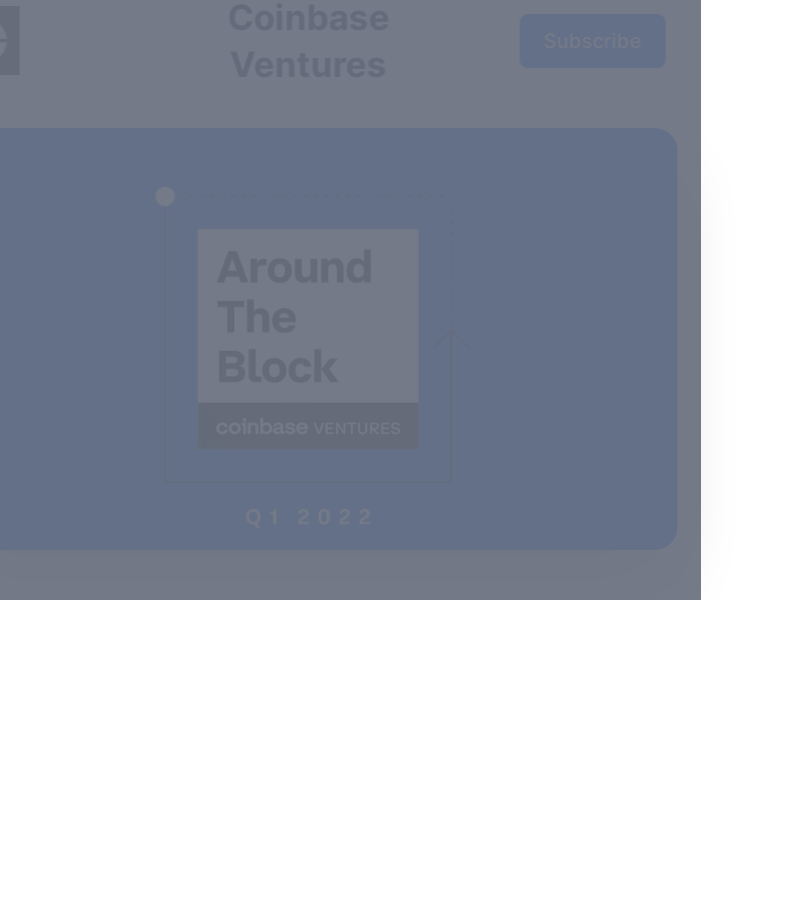 Coinbase
Ventures
Subscribe
Around
The
Block
coinbase VENTURES
Q1 2022